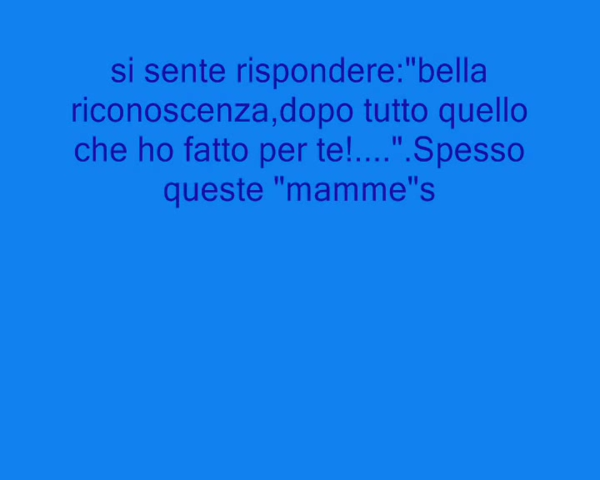 si sente rispondere:"bella
riconoscenza,dopo tutto quello
che ho fatto per te!....".Spesso
queste "mamme"s